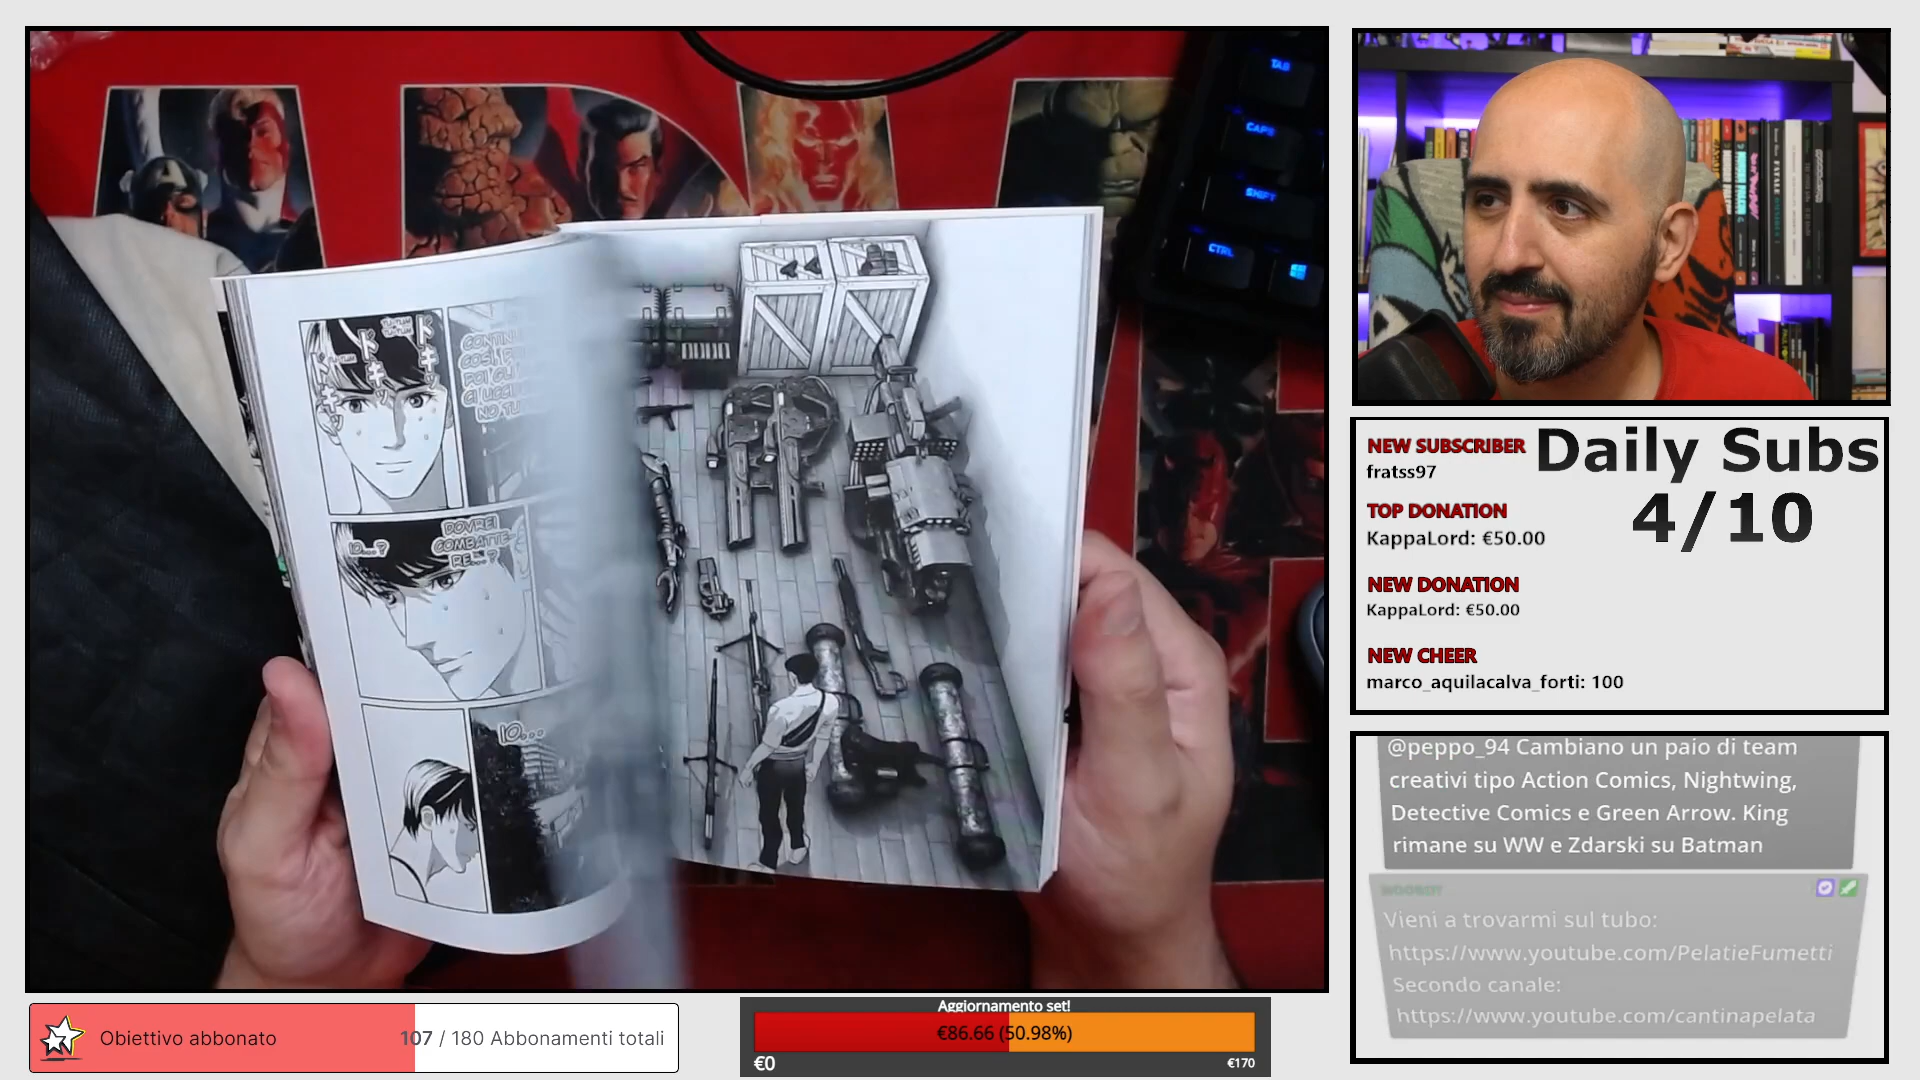 TAB
CAPS
SHIFT
CTRL
IO...?
DOVREI
COMBATTE-
RE...?
IO...
NEW SUBSCRIBER
fratss97
TOP DONATION
KappaLord: €50.00
NEW DONATION
KappaLord: €50.00
NEW CHEER
marco_aquilacalva_forti: 100
Daily Subs
4/10
@peppo_94 Cambiano un paio di team
creativi tipo Action Comics, Nightwing,
Detective Comics e Green Arrow. King
rimane su WW e Zdarski su Batman
Vieni a trovarmi sul tubo:
https://www.youtube.com/PelatieFumetti
Secondo canale:
https://www.youtube.com/cantinapelata
Obiettivo abbonato
107 / 180 Abbonamenti totali
Aggiornamento set!
€86.66 (50.98%)
€0
€170